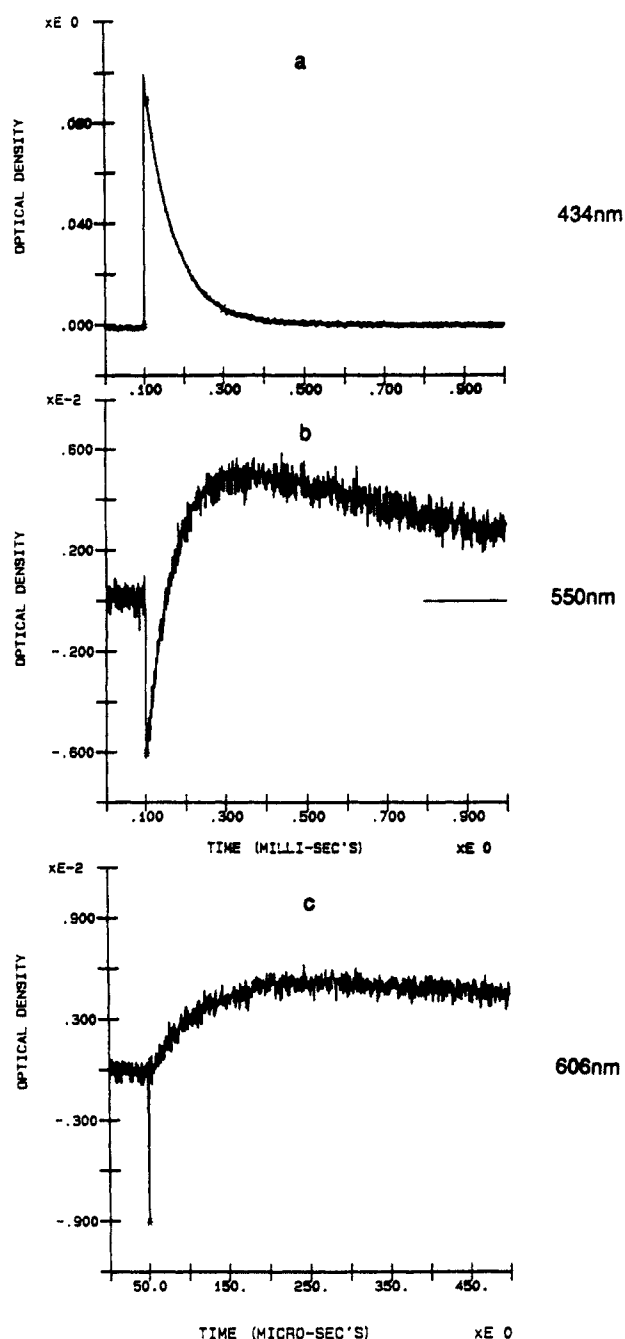 xE 0
a
OPTICAL DENSITY
.080
.040
.000
434nm
.100 .300 .500 .700 .900
xE-2
b
OPTICAL DENSITY
.600
.200
-.200
-.600
550nm
.100 .300 .500 .700 .900
TIME (MILLI-SEC'S) xE 0
xE-2
c
OPTICAL DENSITY
.900
.300
-.300
-.900
606nm
50.0 150. 250. 350. 450.
TIME (MICRO-SEC'S) xE 0